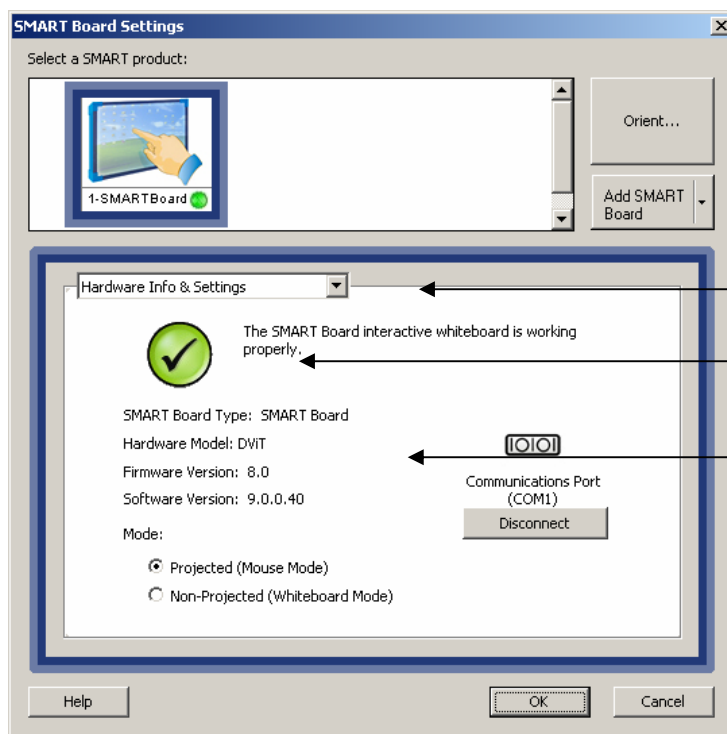 SMART Board Settings
Select a SMART product:
1-SMARTBoard
Orient...
Add SMART
Board
Hardware Info & Settings
The SMART Board interactive whiteboard is working
properly.
SMART Board Type: SMART Board
Hardware Model: DViT
Firmware Version: 8.0
Software Version: 9.0.0.40
Communications Port
(COM1)
Disconnect
Mode:
Projected (Mouse Mode)
Non-Projected (Whiteboard Mode)
Help
OK
Cancel